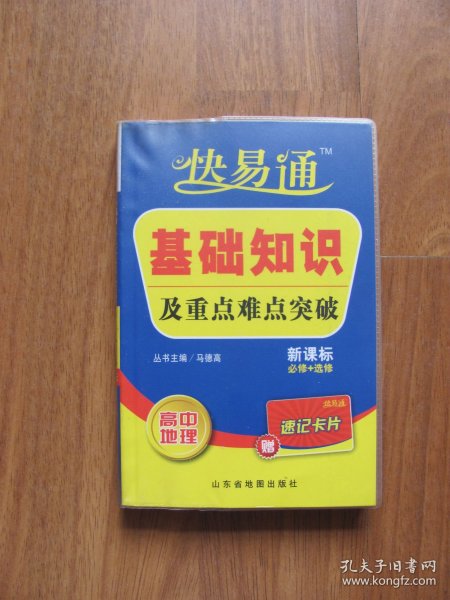 快易通™
基础知识
及重点难点突破
丛书主编/马德高
新课标
必修+选修
高中
地理
快易通
速记卡片
赠
山东省地图出版社
孔夫子旧书网
www.kongfz.com